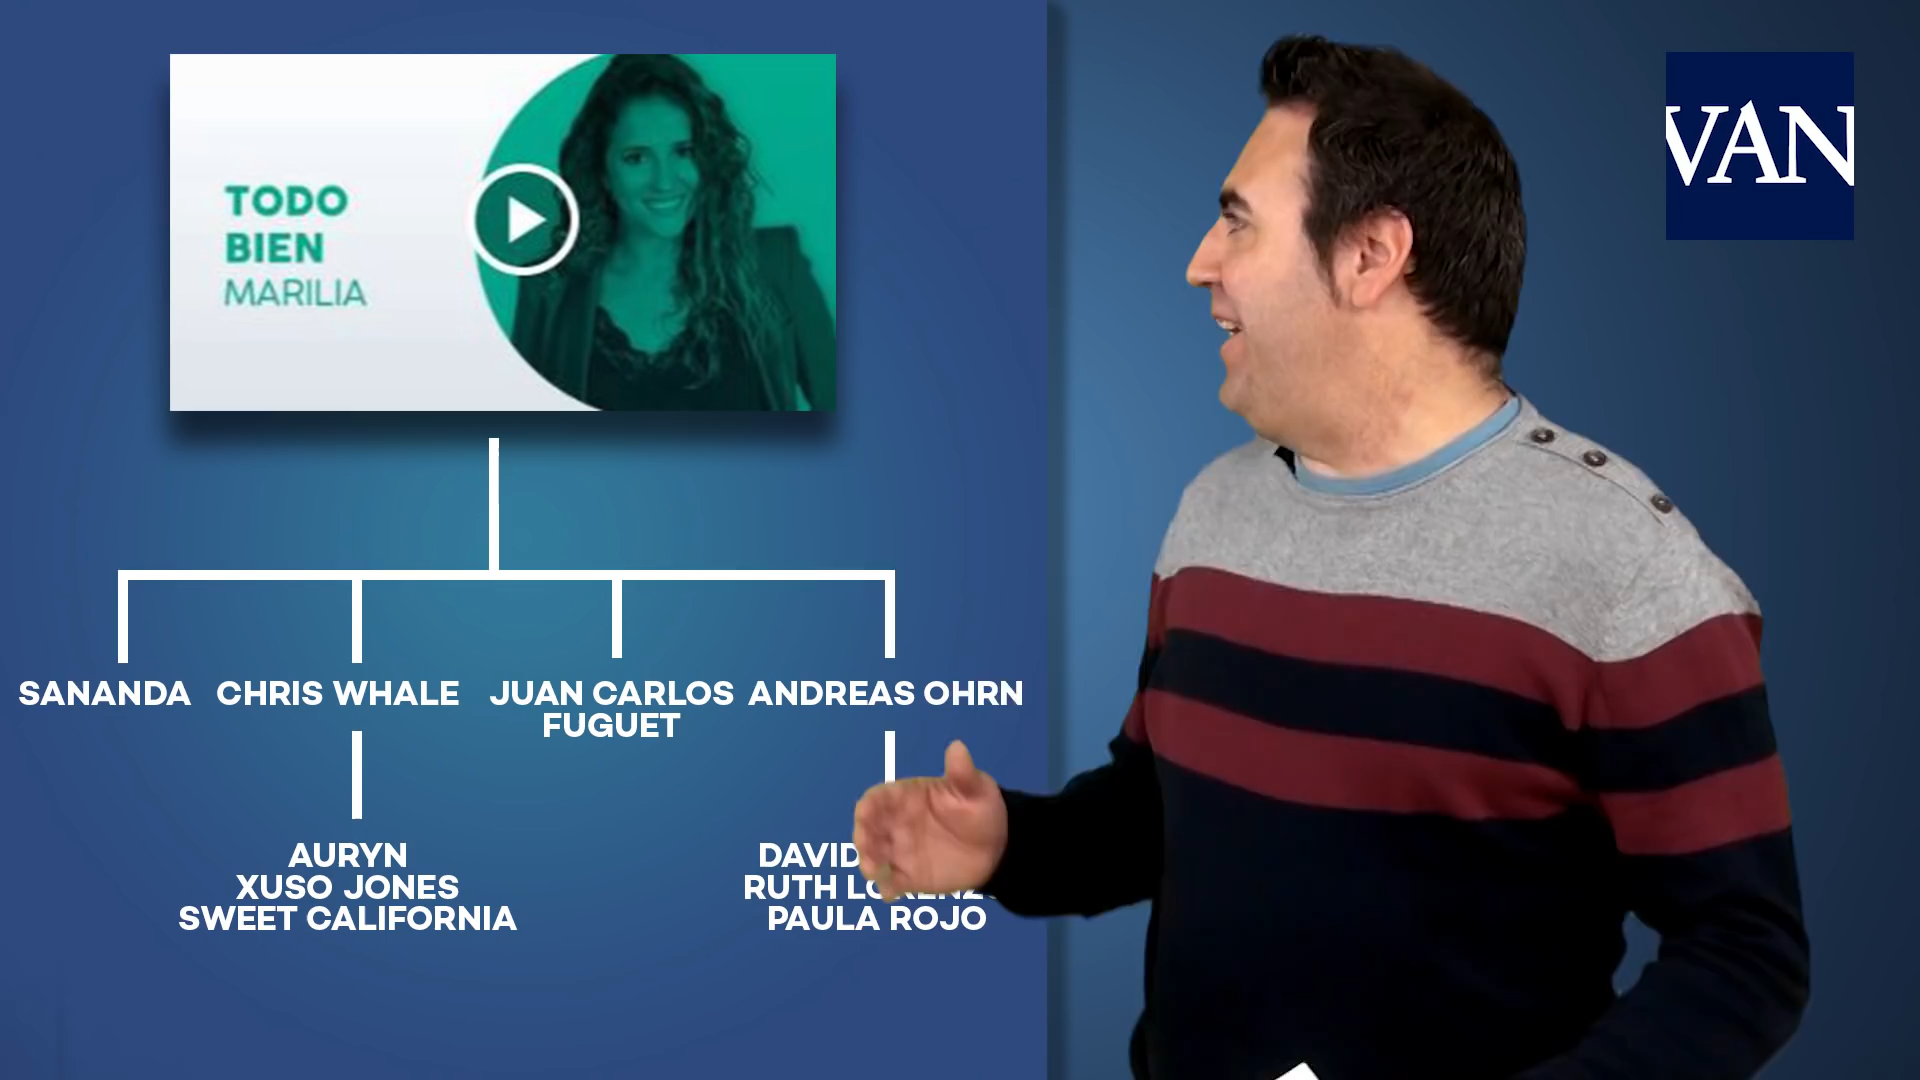 TODO
BIEN
MARILIA
VAN
SANANDA
CHRIS WHALE
JUAN CARLOS
FUGUET
ANDREAS OHRN
AURYN
XUSO JONES
SWEET CALIFORNIA
DAVID
RUTH
PAULA ROJO